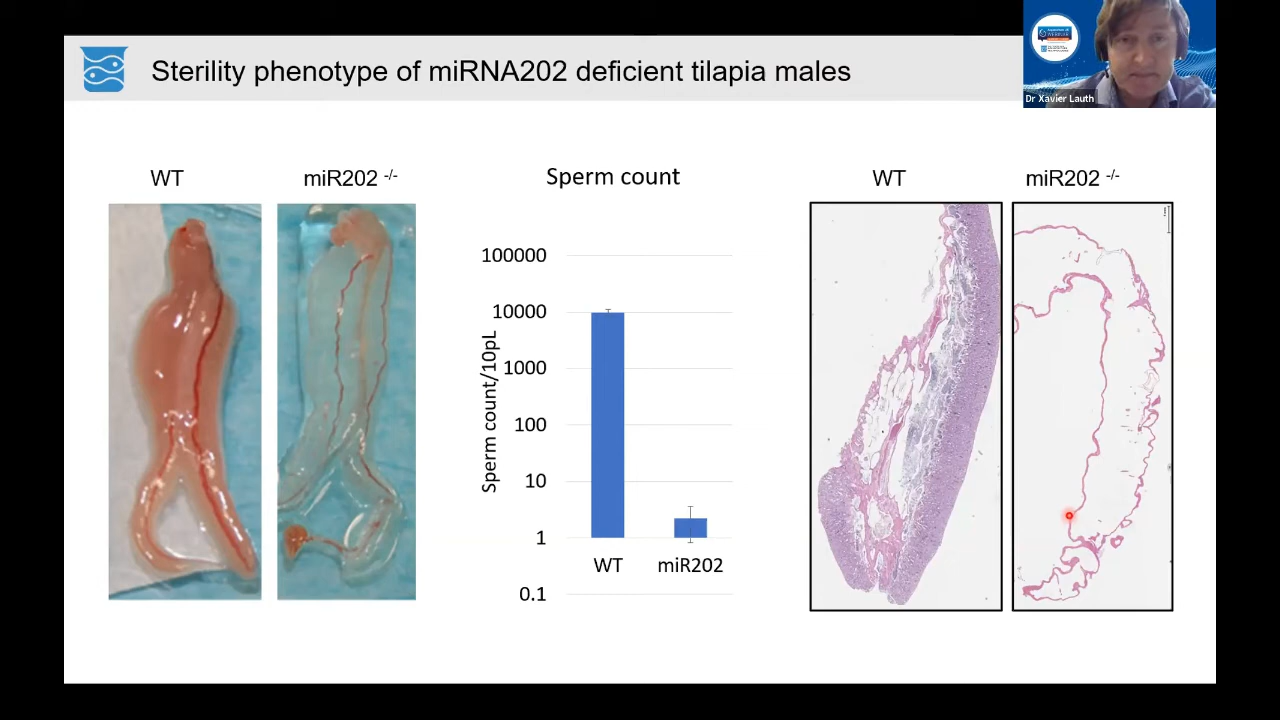 Sterility phenotype of miRNA202 deficient tilapia males
Dr Xavier Lauth
WT
miR202 -/-
Sperm count
Sperm count/10pL
100000
10000
1000
100
10
1
0.1
WT
miR202
WT
miR202 -/-